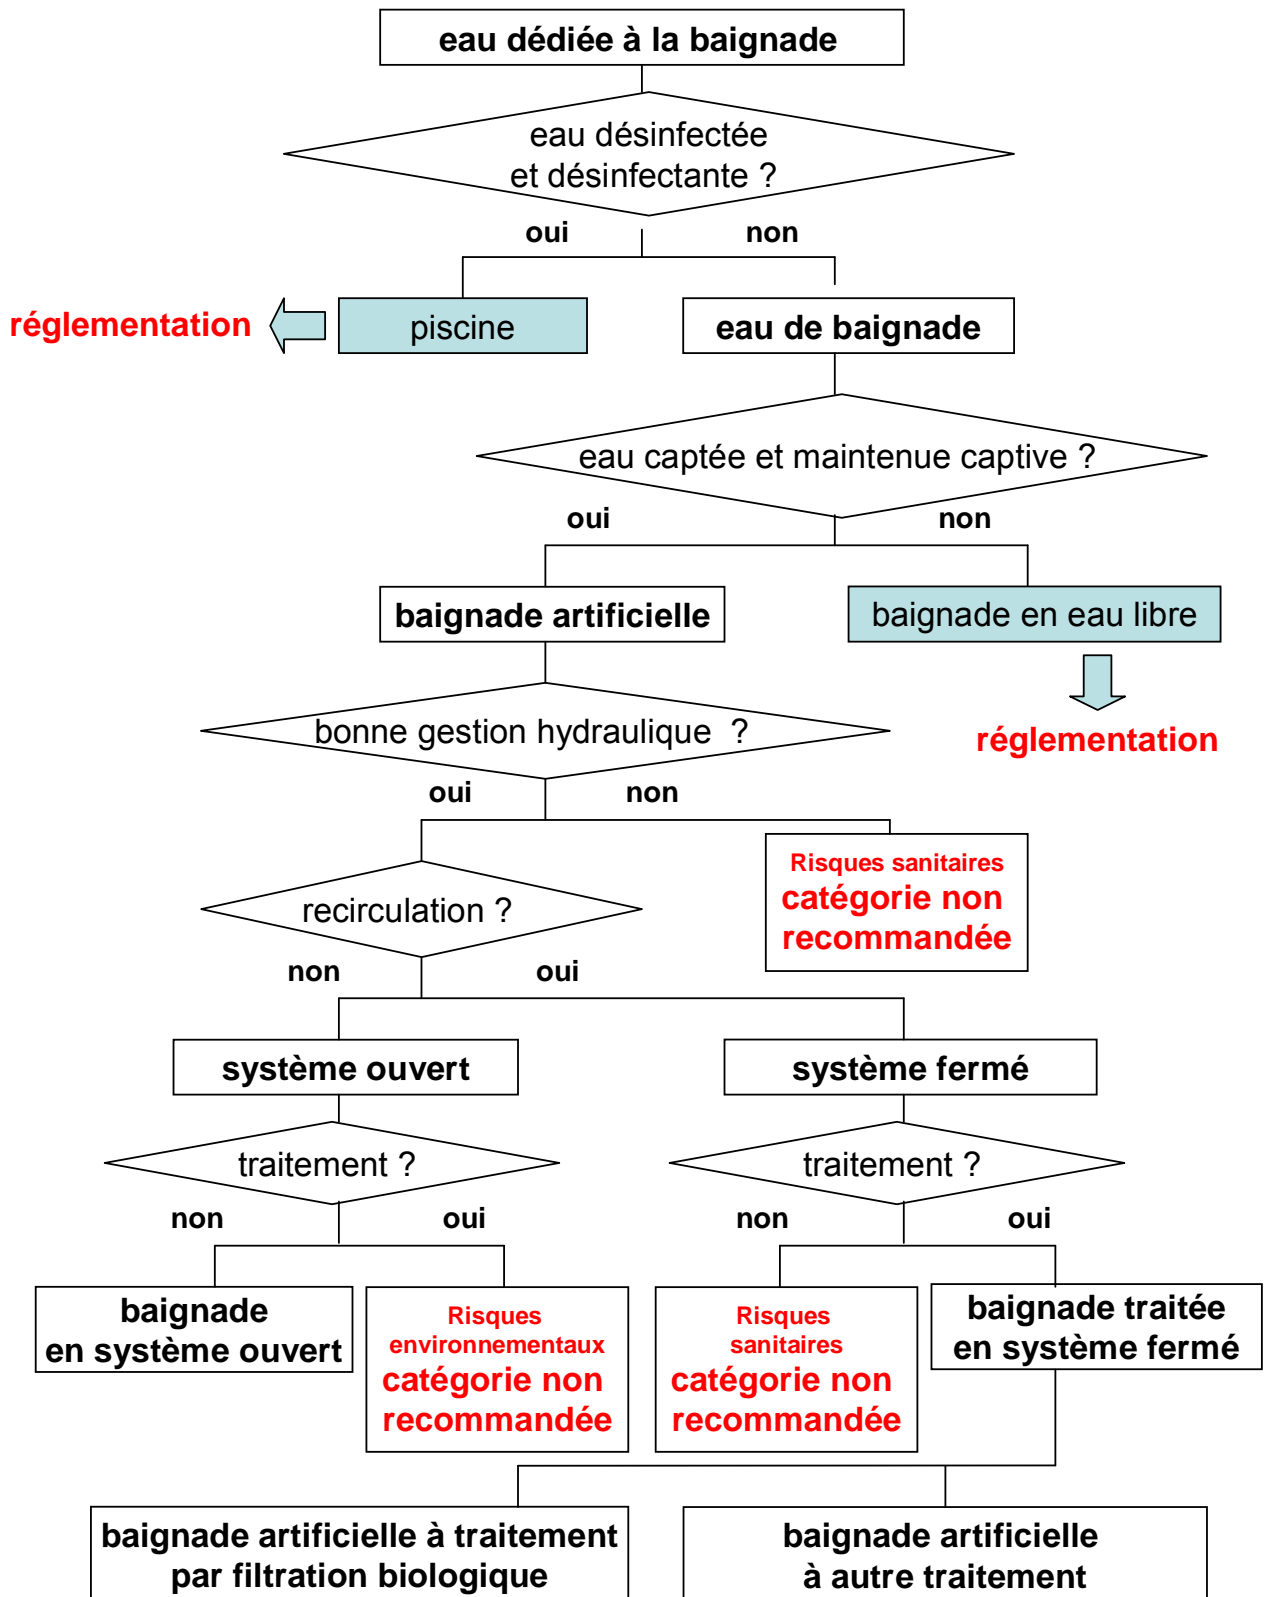 eau dédiée à la baignade
eau désinfectée
et désinfectante ?
oui
non
réglementation
piscine
eau de baignade
eau captée et maintenue captive ?
oui
non
baignade artificielle
baignade en eau libre
bonne gestion hydraulique  ?
réglementation
oui
non
Risques sanitaires
catégorie non
recommandée
recirculation ?
non
oui
système ouvert
système fermé
traitement ?
traitement ?
non
oui
non
oui
baignade
en système ouvert
Risques
environnementaux
catégorie non
recommandée
Risques
sanitaires
catégorie non
recommandée
baignade traitée
en système fermé
baignade artificielle à traitement
par filtration biologique
baignade artificielle
à autre traitement